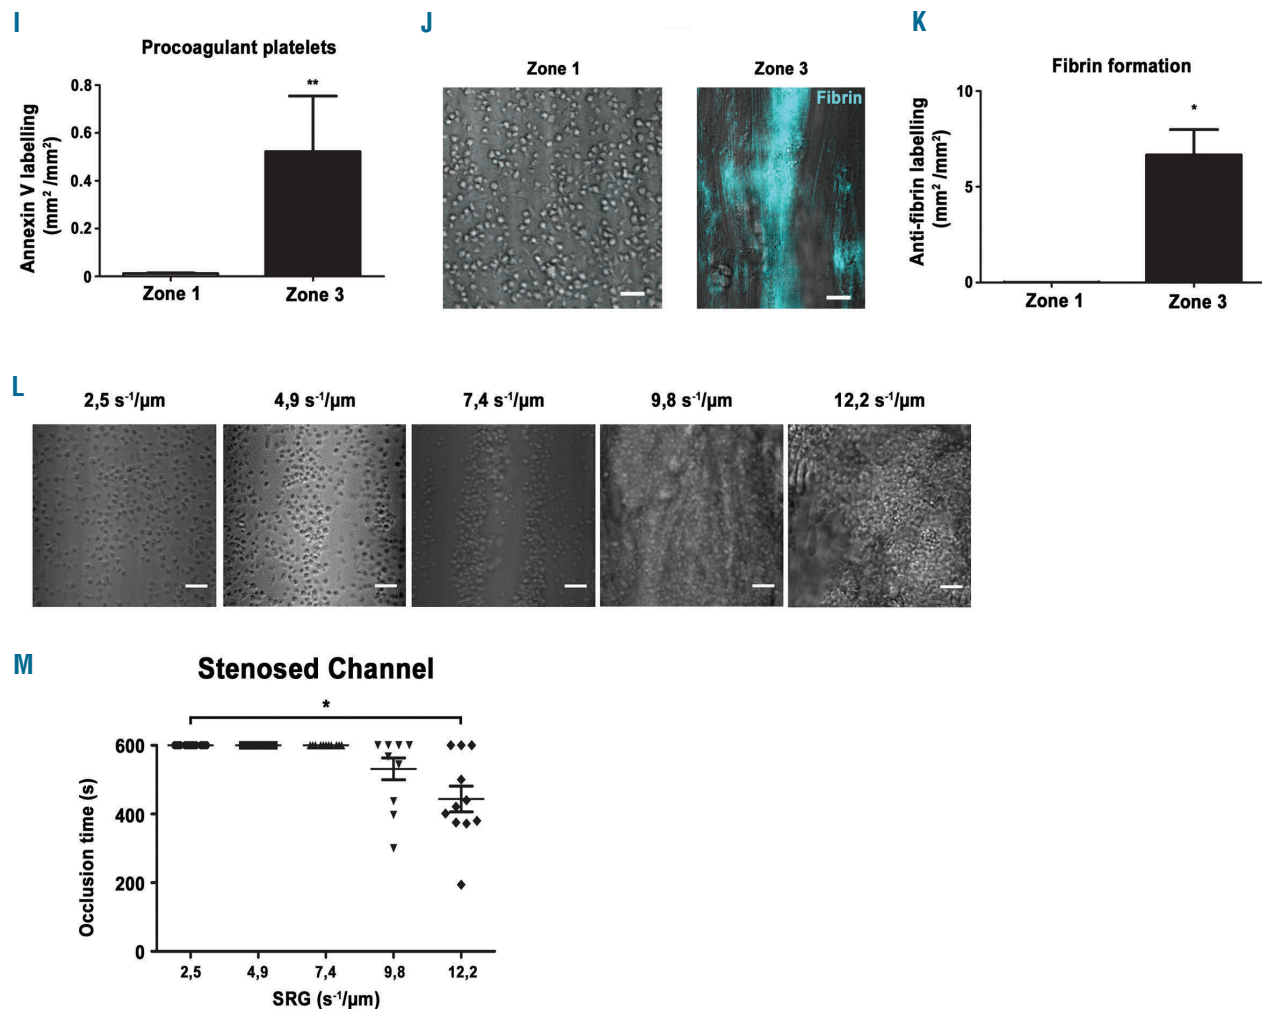 I
Procoagulant platelets
Annexin V labelling
(mm² /mm²)
0.8
0.6
0.4
0.2
0
**
Zone 1
Zone 3
J
Zone 1
Zone 3
Fibrin
K
Fibrin formation
Anti-fibrin labelling
(mm² /mm²)
10
5
0
*
Zone 1
Zone 3
L
2,5 s⁻¹/µm
4,9 s⁻¹/µm
7,4 s⁻¹/µm
9,8 s⁻¹/µm
12,2 s⁻¹/µm
M
Stenosed Channel
*
Occlusion time (s)
600
400
200
0
2,5
4,9
7,4
9,8
12,2
SRG (s⁻¹/µm)